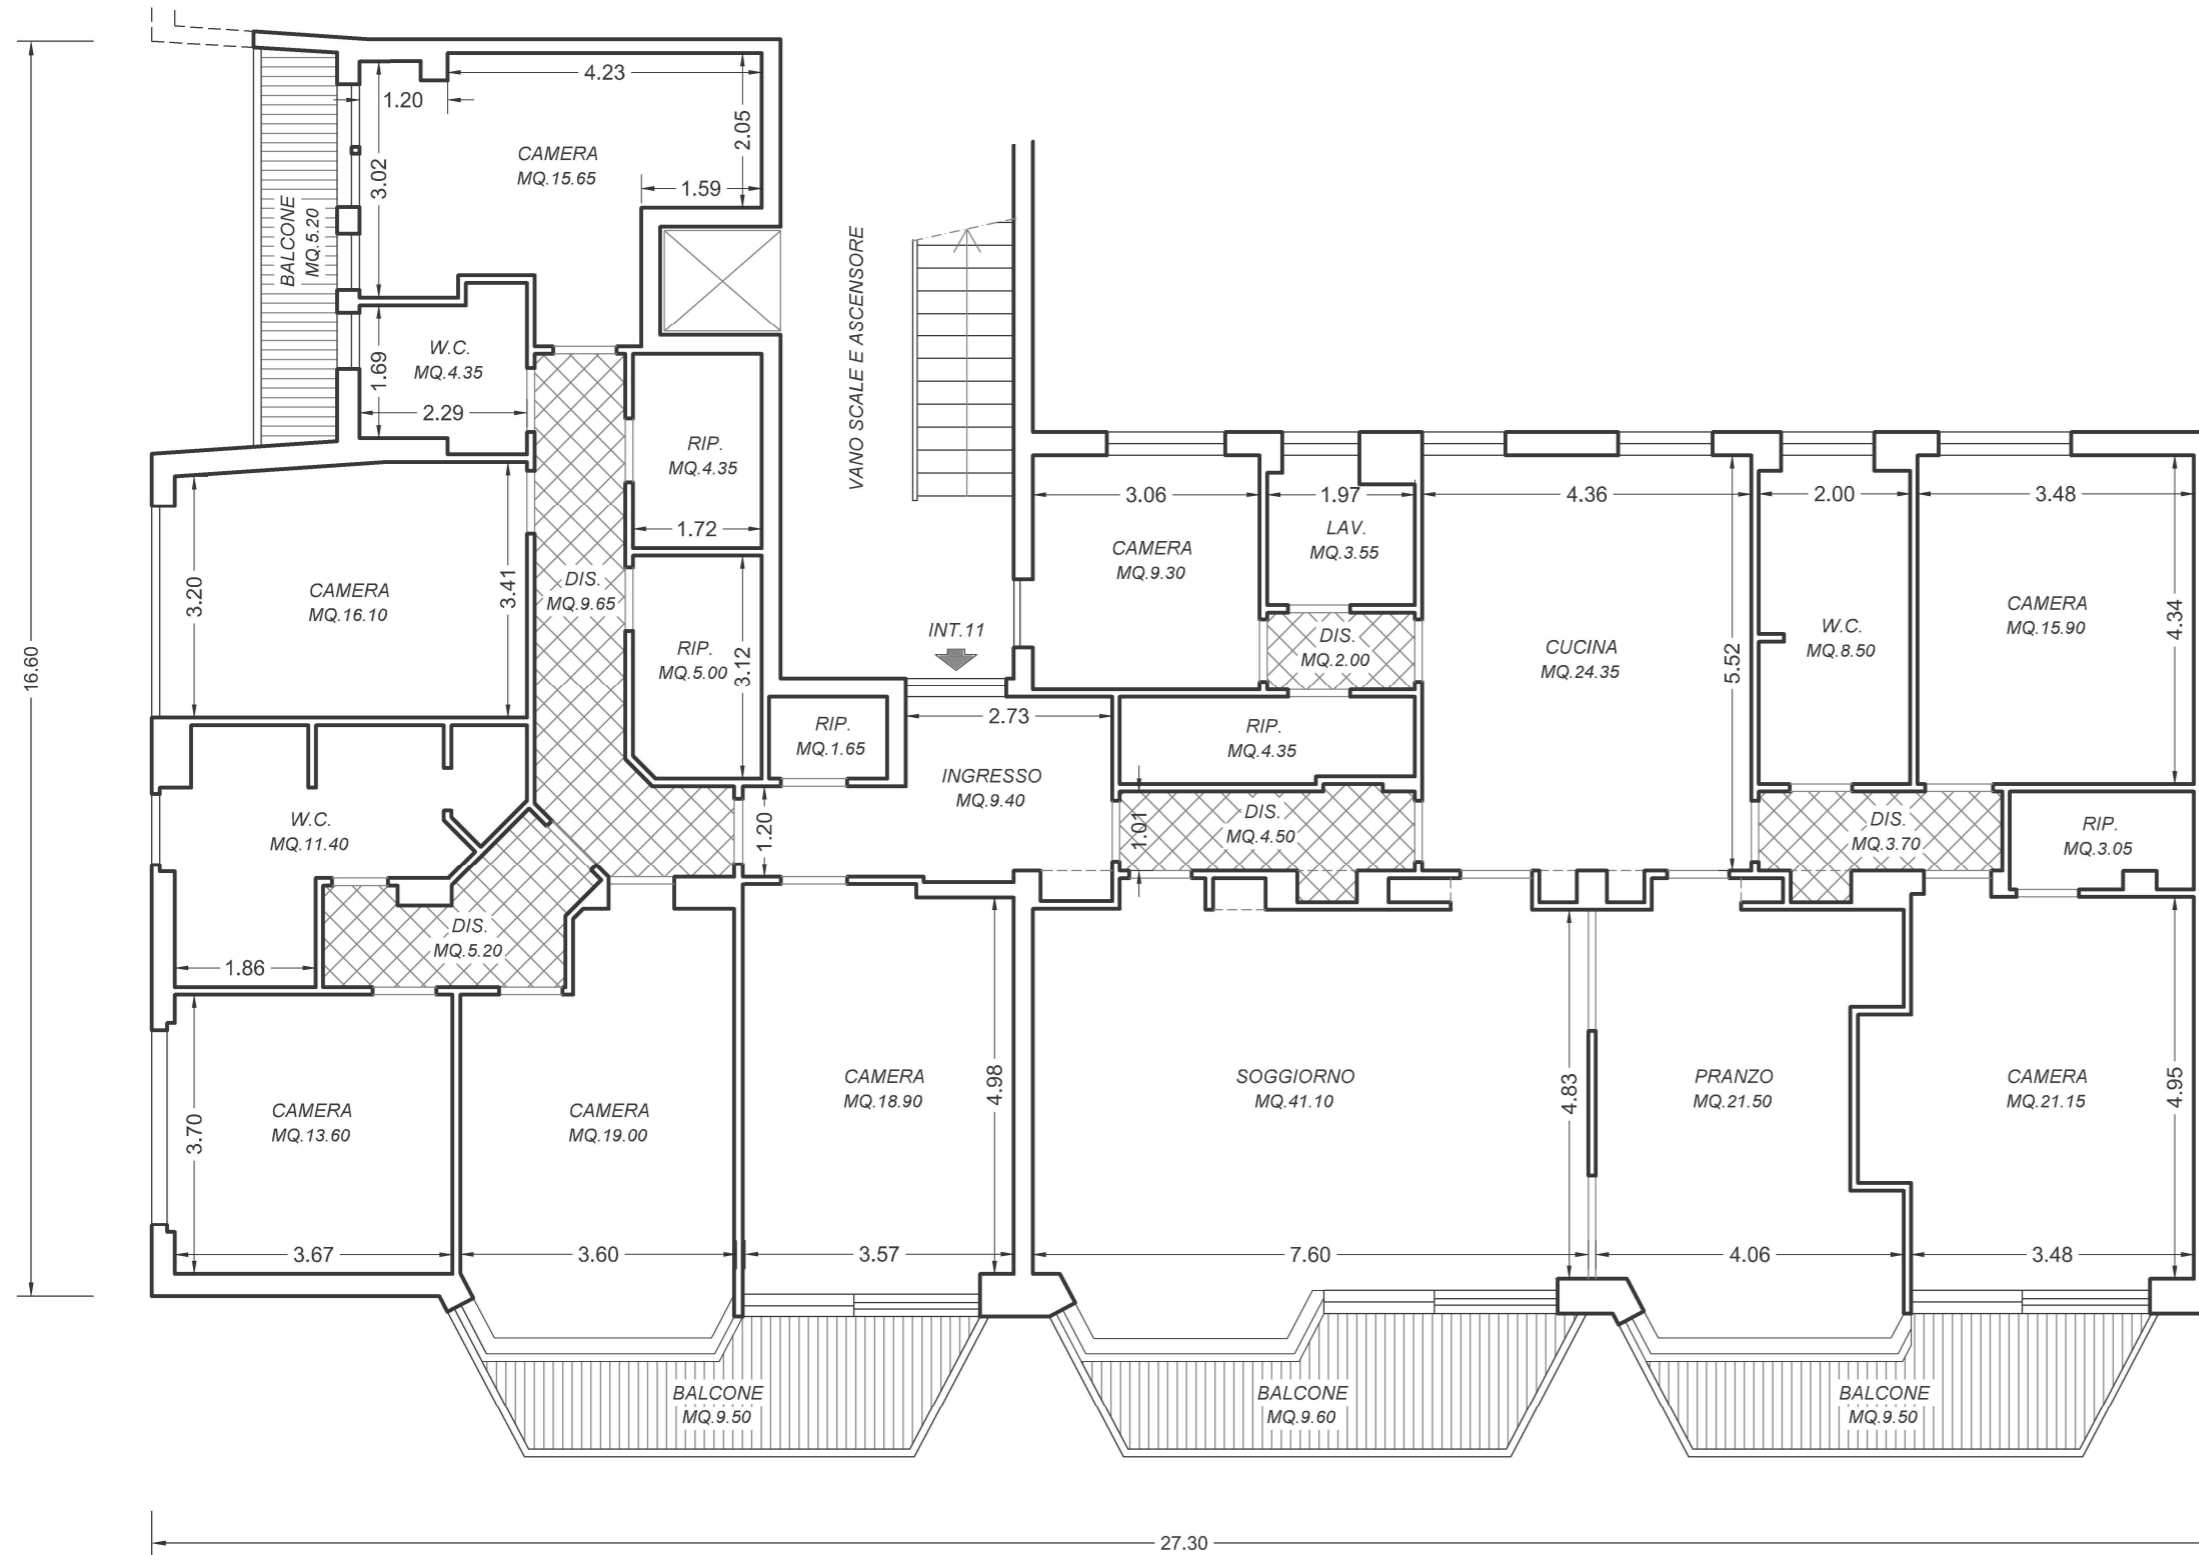 4.23
1.20
3.02
2.05
CAMERA
MQ.15.65
1.59
BALCONE
MQ.5.20
VANO SCALE E ASCENSORE
W.C.
MQ.4.35
1.69
2.29
RIP.
MQ.4.35
1.72
3.06
1.97
4.36
2.00
3.48
LAV.
MQ.3.55
CAMERA
MQ.9.30
3.20
CAMERA
MQ.16.10
3.41
DIS.
MQ.9.65
RIP.
MQ.5.00
3.12
INT.11
DIS.
MQ.2.00
CUCINA
MQ.24.35
5.52
W.C.
MQ.8.50
CAMERA
MQ.15.90
4.34
16.60
RIP.
MQ.1.65
2.73
INGRESSO
MQ.9.40
RIP.
MQ.4.35
W.C.
MQ.11.40
1.20
1.01
DIS.
MQ.4.50
DIS.
MQ.3.70
RIP.
MQ.3.05
DIS.
MQ.5.20
1.86
3.70
CAMERA
MQ.13.60
CAMERA
MQ.19.00
CAMERA
MQ.18.90
4.98
SOGGIORNO
MQ.41.10
4.83
PRANZO
MQ.21.50
CAMERA
MQ.21.15
4.95
3.67
3.60
3.57
7.60
4.06
3.48
BALCONE
MQ.9.50
BALCONE
MQ.9.60
BALCONE
MQ.9.50
27.30